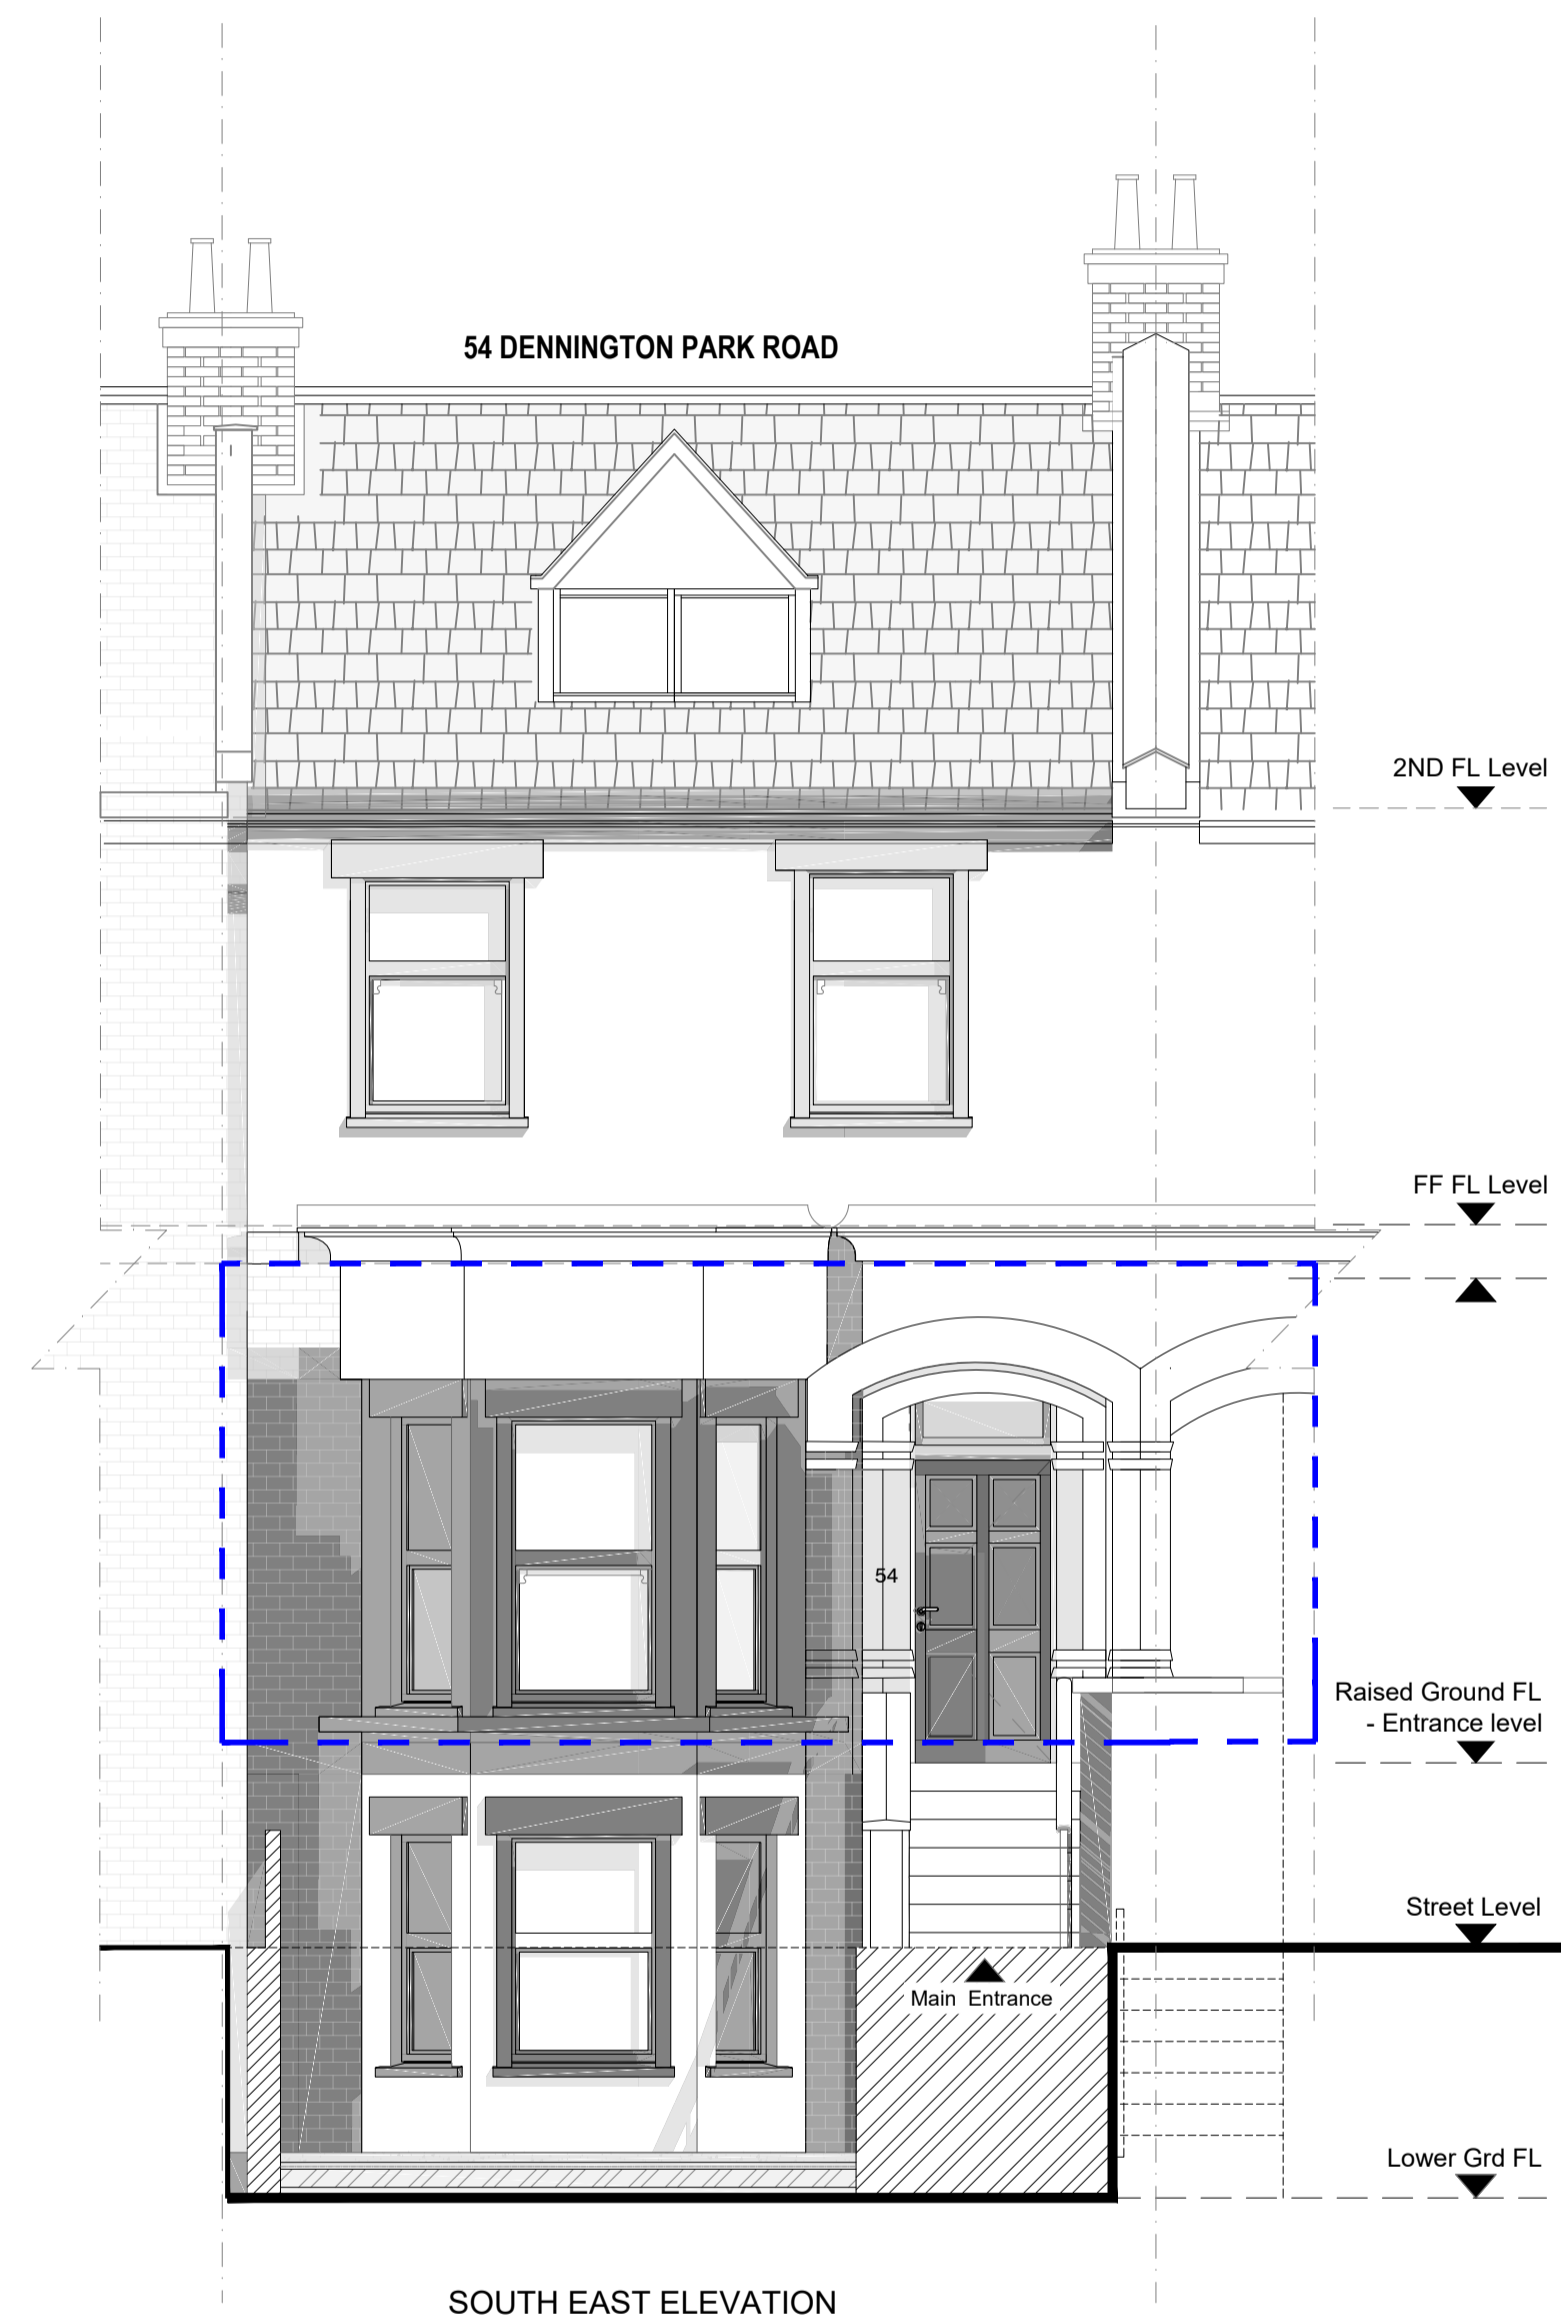 54 DENNINGTON PARK ROAD
2ND FL Level
FF FL Level
54
Raised Ground FL
- Entrance level
Street Level
Main Entrance
Lower Grd FL
SOUTH EAST ELEVATION